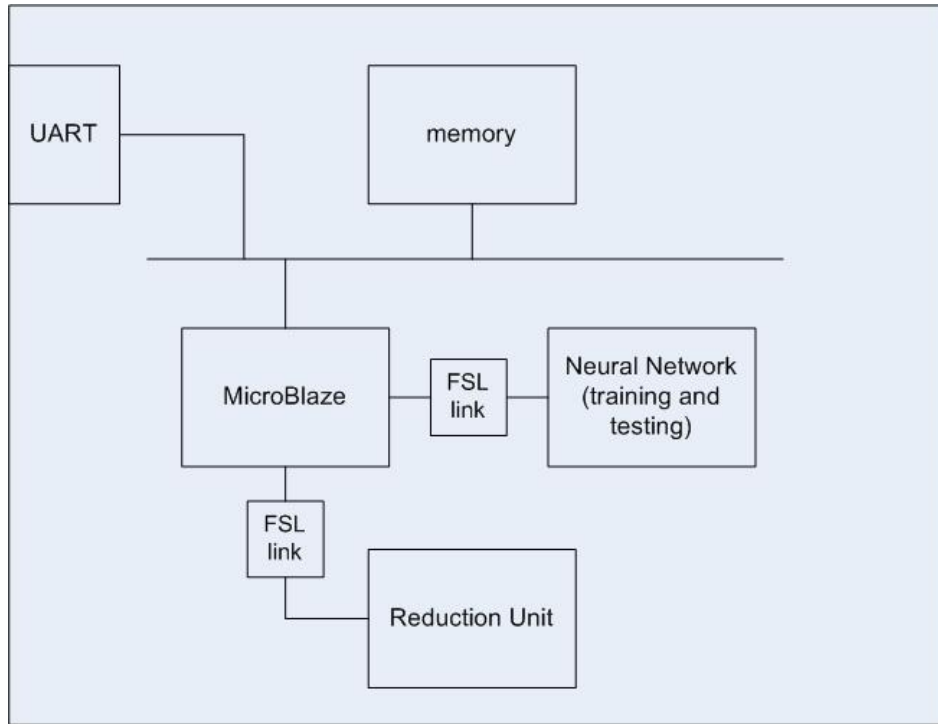 UART
memory
MicroBlaze
FSL
link
Neural Network
(training and
testing)
FSL
link
Reduction Unit